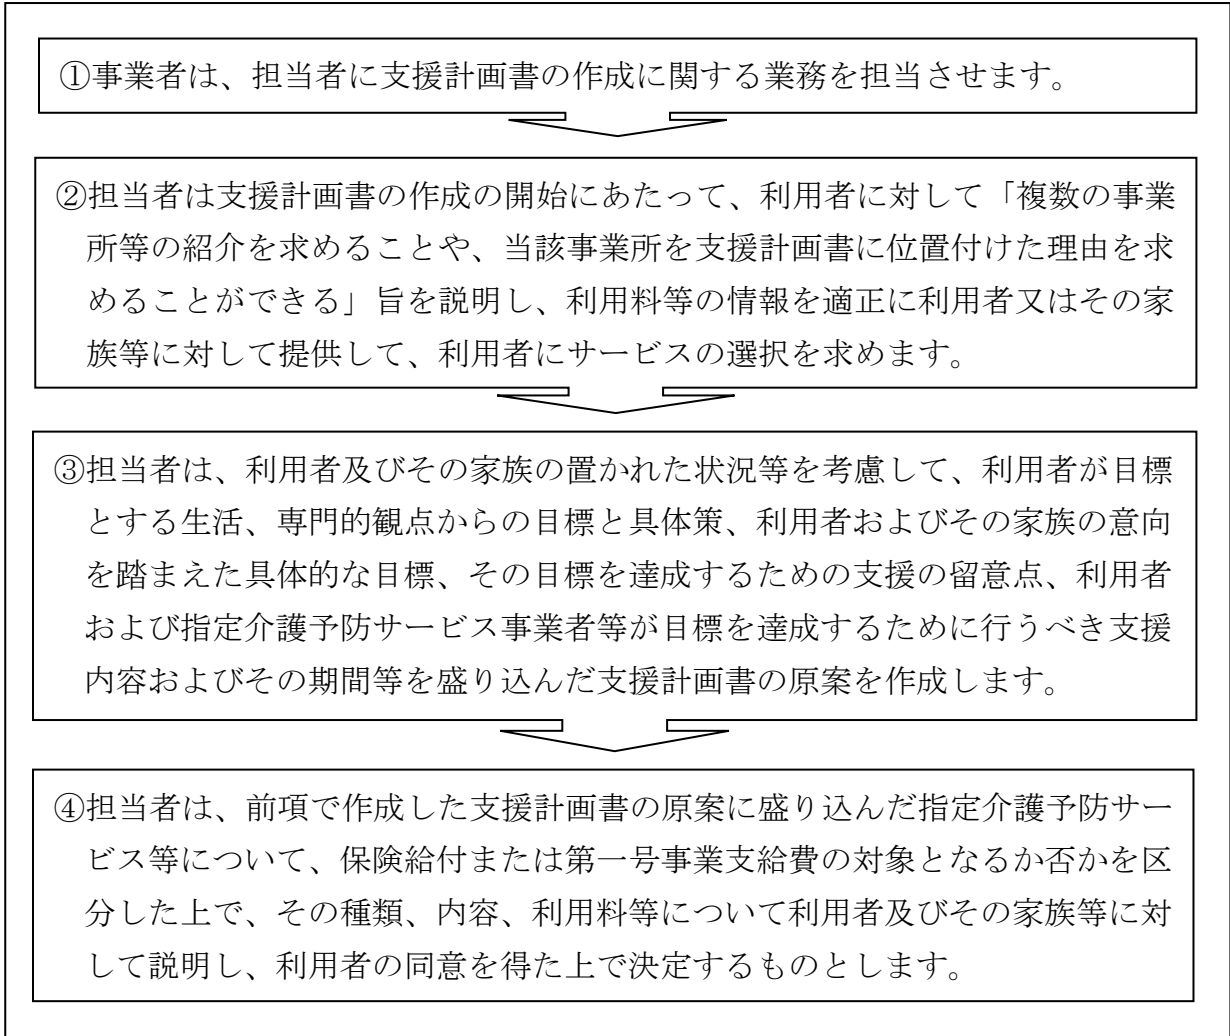 ①事業者は、担当者に支援計画書の作成に関する業務を担当させます。
②担当者は支援計画書の作成の開始にあたって、利用者に対して「複数の事業
所等の紹介を求めることや、当該事業所を支援計画書に位置付けた理由を求
めることができる」旨を説明し、利用料等の情報を適正に利用者又はその家
族等に対して提供して、利用者にサービスの選択を求めます。
③担当者は、利用者及びその家族の置かれた状況等を考慮して、利用者が目標
とする生活、専門的観点からの目標と具体策、利用者およびその家族の意向
を踏まえた具体的な目標、その目標を達成するための支援の留意点、利用者
および指定介護予防サービス事業者等が目標を達成するために行うべき支援
内容およびその期間等を盛り込んだ支援計画書の原案を作成します。
④担当者は、前項で作成した支援計画書の原案に盛り込んだ指定介護予防サー
ビス等について、保険給付または第一号事業支給費の対象となるか否かを区
分した上で、その種類、内容、利用料等について利用者及びその家族等に対
して説明し、利用者の同意を得た上で決定するものとします。